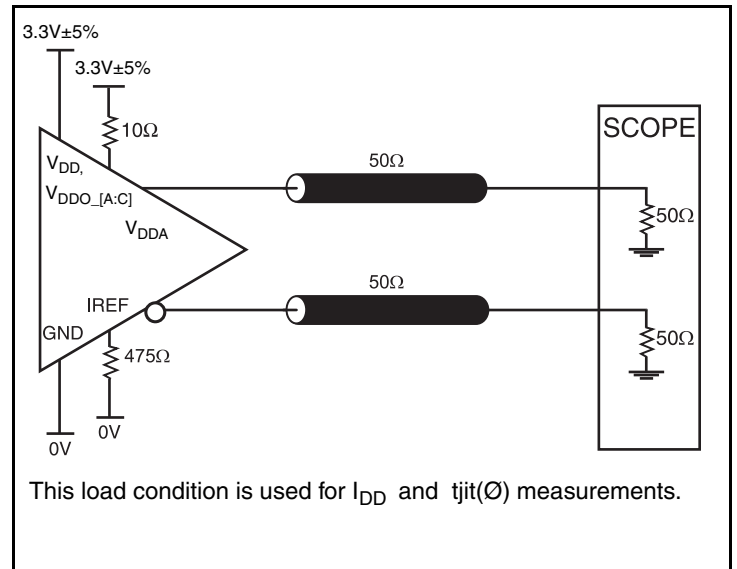 3.3V±5%
3.3V±5%
10Ω
SCOPE
50Ω
V_DD,
V_DDO_[A:C]
50Ω
V_DDA
50Ω
IREF
GND
50Ω
475Ω
0V
0V
This load condition is used for I_DD and tjit(Ø) measurements.